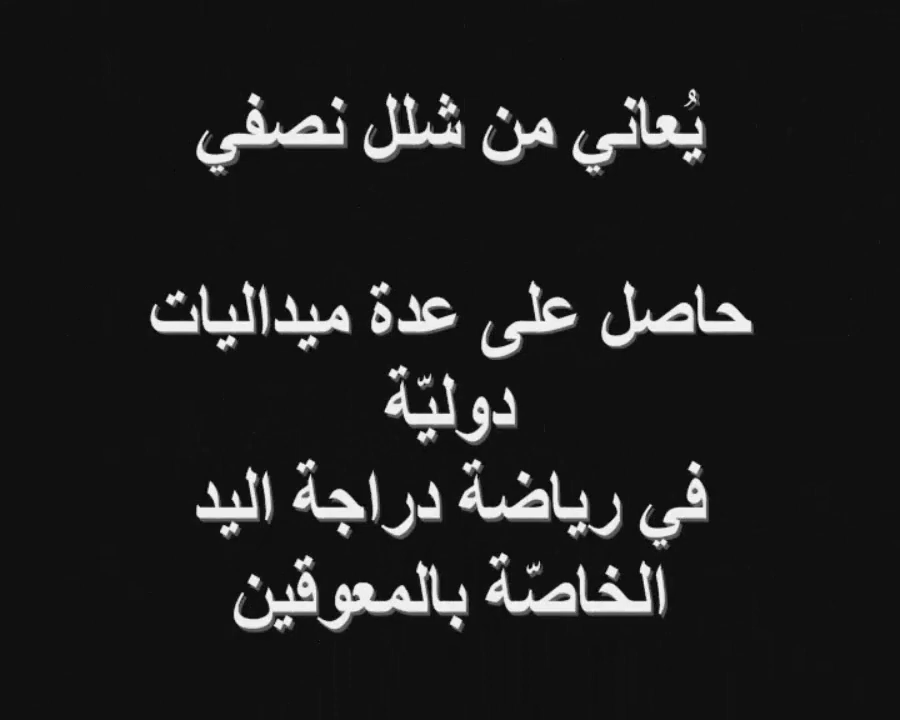 يُعاني من شلل نصفي
حاصل على عدة ميداليات
دوليّة
في رياضة دراجة اليد
الخاصّة بالمعوقين